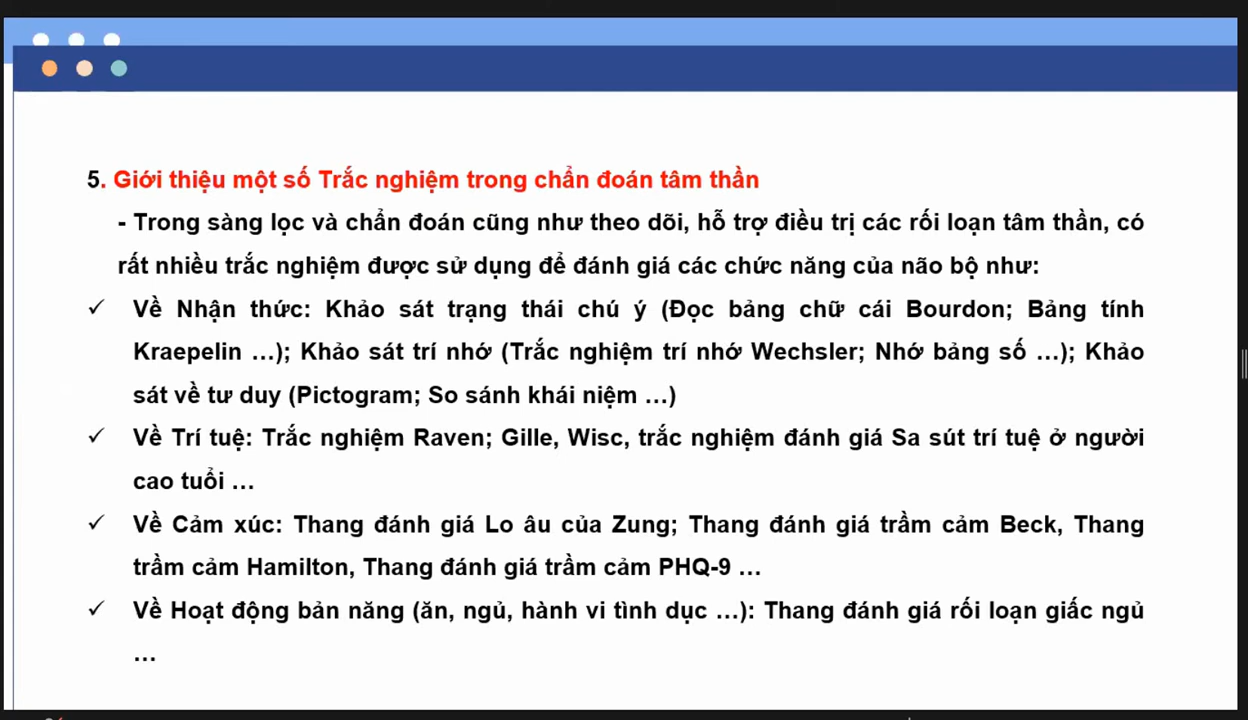 5. Giới thiệu một số Trắc nghiệm trong chẩn đoán tâm thần
- Trong sàng lọc và chẩn đoán cũng như theo dõi, hỗ trợ điều trị các rối loạn tâm thần, có
rất nhiều trắc nghiệm được sử dụng để đánh giá các chức năng của não bộ như:
✓ Về Nhận thức: Khảo sát trạng thái chú ý (Đọc bảng chữ cái Bourdon; Bảng tính
Kraepelin ...); Khảo sát trí nhớ (Trắc nghiệm trí nhớ Wechsler; Nhớ bảng số ...); Khảo
sát về tư duy (Pictogram; So sánh khái niệm ...)
✓ Về Trí tuệ: Trắc nghiệm Raven; Gille, Wisc, trắc nghiệm đánh giá Sa sút trí tuệ ở người
cao tuổi ...
✓ Về Cảm xúc: Thang đánh giá Lo âu của Zung; Thang đánh giá trầm cảm Beck, Thang
trầm cảm Hamilton, Thang đánh giá trầm cảm PHQ-9 ...
✓ Về Hoạt động bản năng (ăn, ngủ, hành vi tình dục ...): Thang đánh giá rối loạn giấc ngủ
...